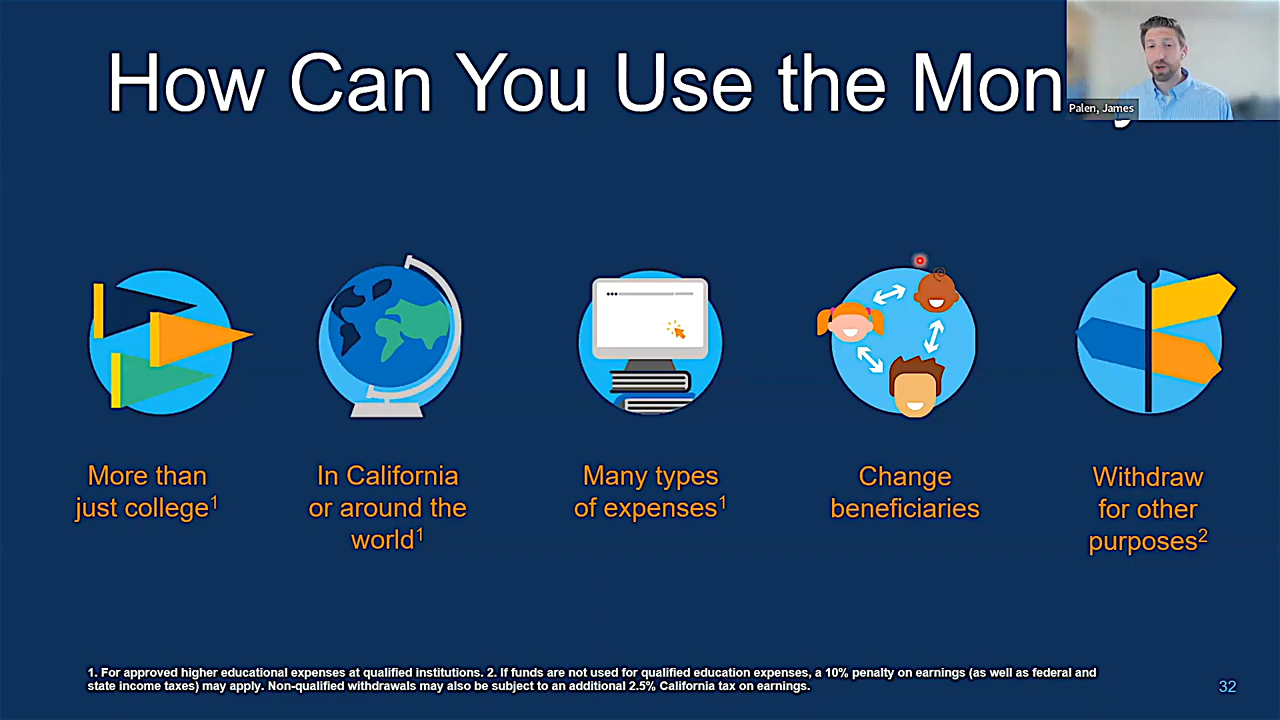 How Can You Use the Mon
Palen, James
More than
just college1
In California
or around the
world1
Many types
of expenses1
Change
beneficiaries
Withdraw
for other
purposes2
1. For approved higher educational expenses at qualified institutions. 2. If funds are not used for qualified education expenses, a 10% penalty on earnings (as well as federal and
state income taxes) may apply. Non-qualified withdrawals may also be subject to an additional 2.5% California tax on earnings.
32